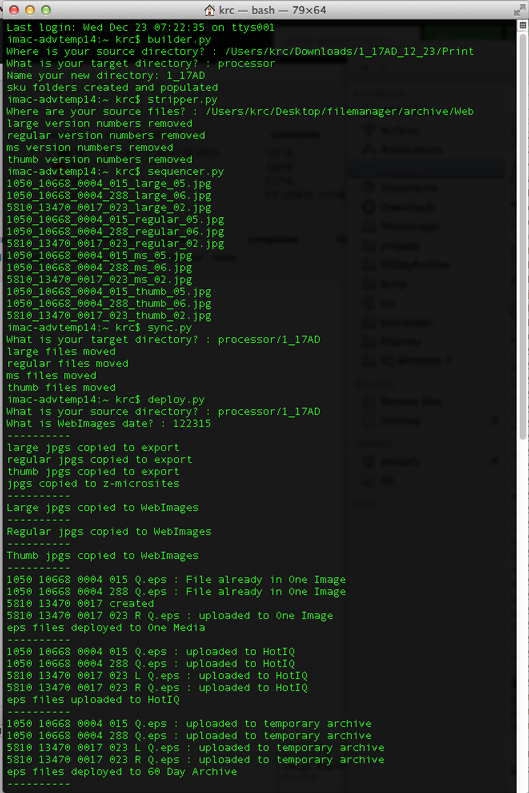 krc — bash — 79×64
Last login: Wed Dec 23 07:22:35 on ttys001
imac-advtemp14:~ krc$ builder.py
Where is your source directory? : /Users/krc/Downloads/1_17AD_12_23/Print
What is your target directory? : processor
Name your new directory: 1_17AD
sku folders created and populated
imac-advtemp14:~ krc$ stripper.py
Where are your source files? : /Users/krc/Desktop/filemanager/archive/Web
large version numbers removed
regular version numbers removed
ms version numbers removed
thumb version numbers removed
imac-advtemp14:~ krc$ sequencer.py
1050_10668_0004_015_large_05.jpg
1050_10668_0004_288_large_06.jpg
5810_13470_0017_023_large_02.jpg
1050_10668_0004_015_regular_05.jpg
1050_10668_0004_288_regular_06.jpg
5810_13470_0017_023_regular_02.jpg
1050_10668_0004_015_ms_05.jpg
1050_10668_0004_288_ms_06.jpg
5810_13470_0017_023_ms_02.jpg
1050_10668_0004_015_thumb_05.jpg
1050_10668_0004_288_thumb_06.jpg
5810_13470_0017_023_thumb_02.jpg
imac-advtemp14:~ krc$ sync.py
What is your target directory? : processor/1_17AD
large files moved
regular files moved
ms files moved
thumb files moved
imac-advtemp14:~ krc$ deploy.py
What is your source directory? : processor/1_17AD
What is WebImages date? : 122315
----------
large jpgs copied to export
regular jpgs copied to export
thumb jpgs copied to export
jpgs copied to z-microsites
----------
Large jpgs copied to WebImages
----------
Regular jpgs copied to WebImages
----------
Thumb jpgs copied to WebImages
----------
1050 10668 0004 015 Q.eps : File already in One Image
1050 10668 0004 288 Q.eps : File already in One Image
5810 13470 0017 created
5810 13470 0017 023 R Q.eps : uploaded to One Image
eps files deployed to One Media
----------
1050 10668 0004 015 Q.eps : uploaded to HotIQ
1050 10668 0004 288 Q.eps : uploaded to HotIQ
5810 13470 0017 023 L Q.eps : uploaded to HotIQ
5810 13470 0017 023 R Q.eps : uploaded to HotIQ
eps files uploaded to HotIQ
----------
1050 10668 0004 015 Q.eps : uploaded to temporary archive
1050 10668 0004 288 Q.eps : uploaded to temporary archive
5810 13470 0017 023 L Q.eps : uploaded to temporary archive
5810 13470 0017 023 R Q.eps : uploaded to temporary archive
eps files deployed to 60 Day Archive
----------
AirDrop
Applications
Documents
Downloads
filemanager
60DayArchive
Windows 7
Remote Disc